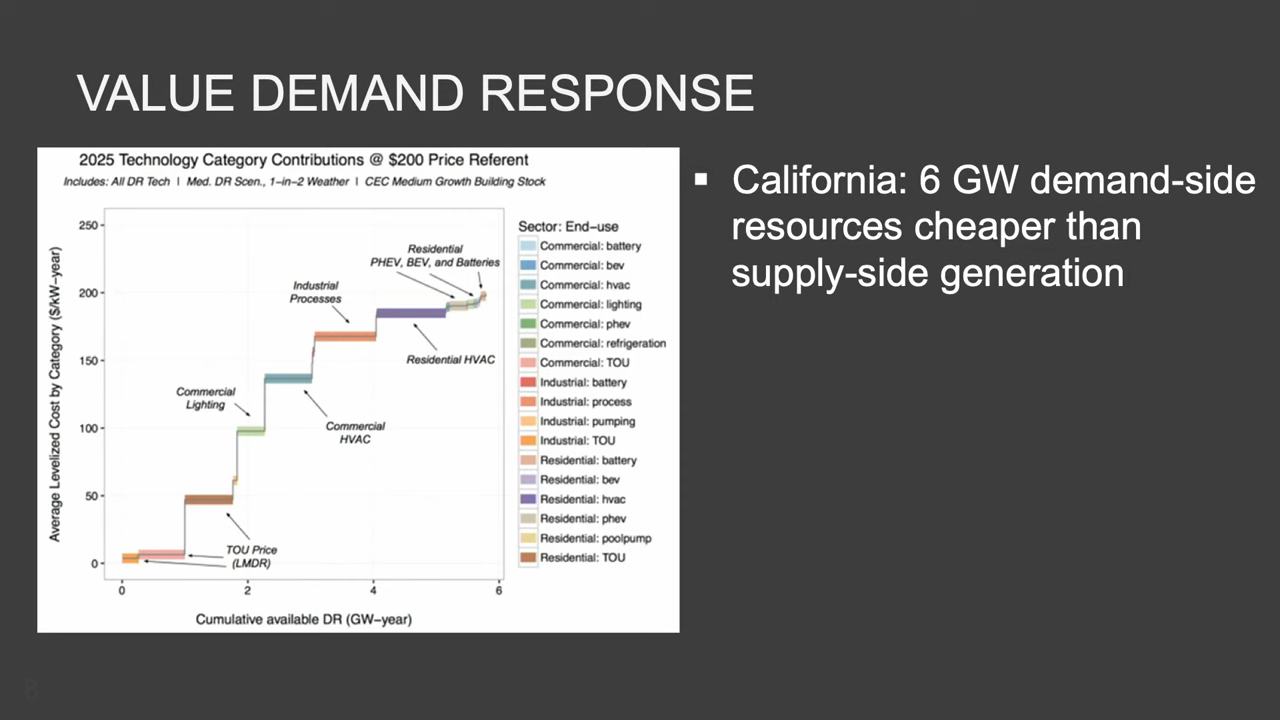 VALUE DEMAND RESPONSE
2025 Technology Category Contributions @ $200 Price Referent
Includes: All DR Tech | Med. DR Scen., 1-in-2 Weather | CEC Medium Growth Building Stock
Average Levelized Cost by Category ($/kW-year)
250
200
150
100
50
0
0
2
4
6
Cumulative available DR (GW-year)
Residential
PHEV, BEV, and Batteries
Industrial
Processes
Residential HVAC
Commercial
Lighting
Commercial
HVAC
TOU Price
(LMDR)
Sector: End-use
Commercial: battery
Commercial: bev
Commercial: hvac
Commercial: lighting
Commercial: phev
Commercial: refrigeration
Commercial: TOU
Industrial: battery
Industrial: process
Industrial: pumping
Industrial: TOU
Residential: battery
Residential: bev
Residential: hvac
Residential: phev
Residential: poolpump
Residential: TOU
▪ California: 6 GW demand-side
resources cheaper than
supply-side generation
8